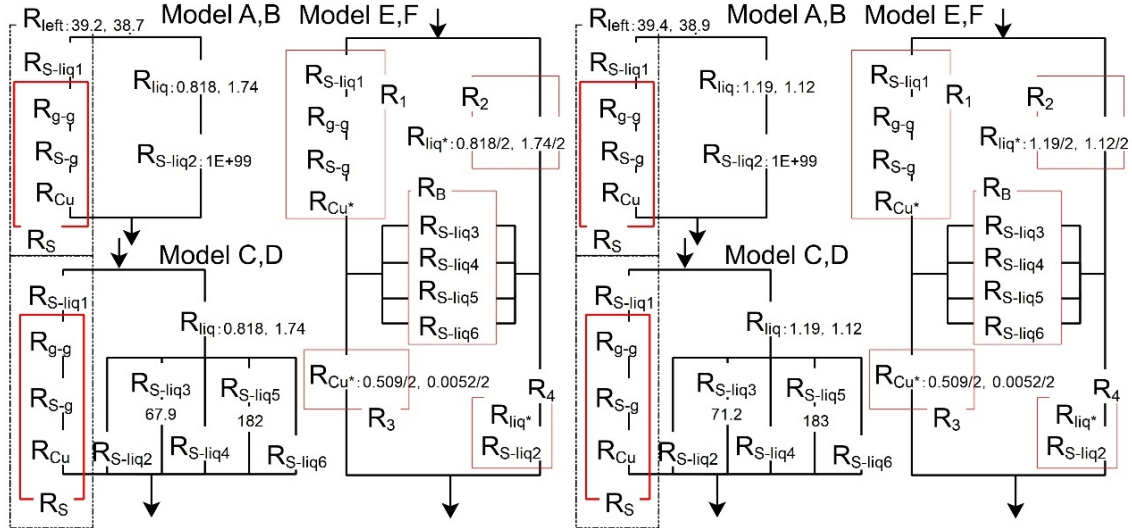 Model A,B
Rleft:39.2, 38.7
RS-liq1
Rg-g
RS-g
RCu
RS
Rliq:0.818, 1.74
RS-liq2:1E+99
Model C,D
RS-liq1
Rg-g
RS-g
RCu
RS
Rliq:0.818, 1.74
RS-liq3
67.9
RS-liq5
182
RS-liq2
RS-liq4
RS-liq6
Model E,F
RS-liq1
R1
Rg-g
RS-g
RCu*
R2
Rliq*:0.818/2, 1.74/2
RB
RS-liq3
RS-liq4
RS-liq5
RS-liq6
RCu*:0.509/2, 0.0052/2
R3
R4
Rliq*
RS-liq2
Model A,B
Rleft:39.4, 38.9
RS-liq1
Rg-g
RS-g
RCu
RS
Rliq:1.19, 1.12
RS-liq2:1E+99
Model C,D
RS-liq1
Rg-g
RS-g
RCu
RS
Rliq:1.19, 1.12
RS-liq3
71.2
RS-liq5
183
RS-liq2
RS-liq4
RS-liq6
Model E,F
RS-liq1
R1
Rg-g
RS-g
RCu*
R2
Rliq*:1.19/2, 1.12/2
RB
RS-liq3
RS-liq4
RS-liq5
RS-liq6
RCu*:0.509/2, 0.0052/2
R3
R4
Rliq*
RS-liq2